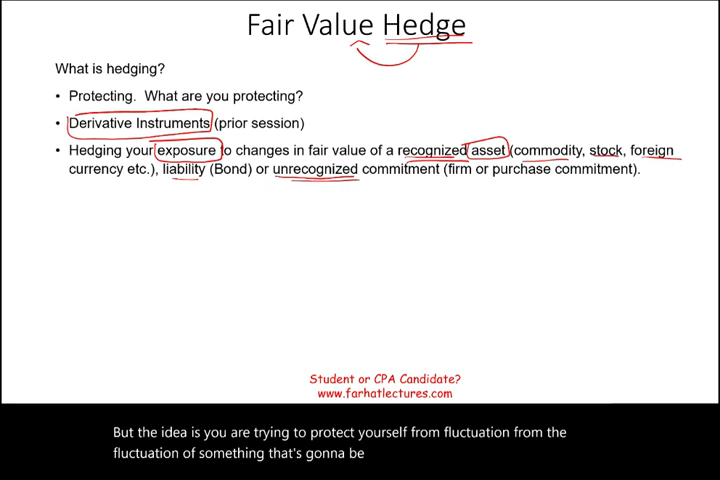 Fair Value Hedge
What is hedging?
• Protecting. What are you protecting?
• Derivative Instruments (prior session)
• Hedging your exposure to changes in fair value of a recognized asset (commodity, stock, foreign
currency etc.), liability (Bond) or unrecognized commitment (firm or purchase commitment).
Student or CPA Candidate?
www.farhatlectures.com
But the idea is you are trying to protect yourself from fluctuation from the
fluctuation of something that's gonna be